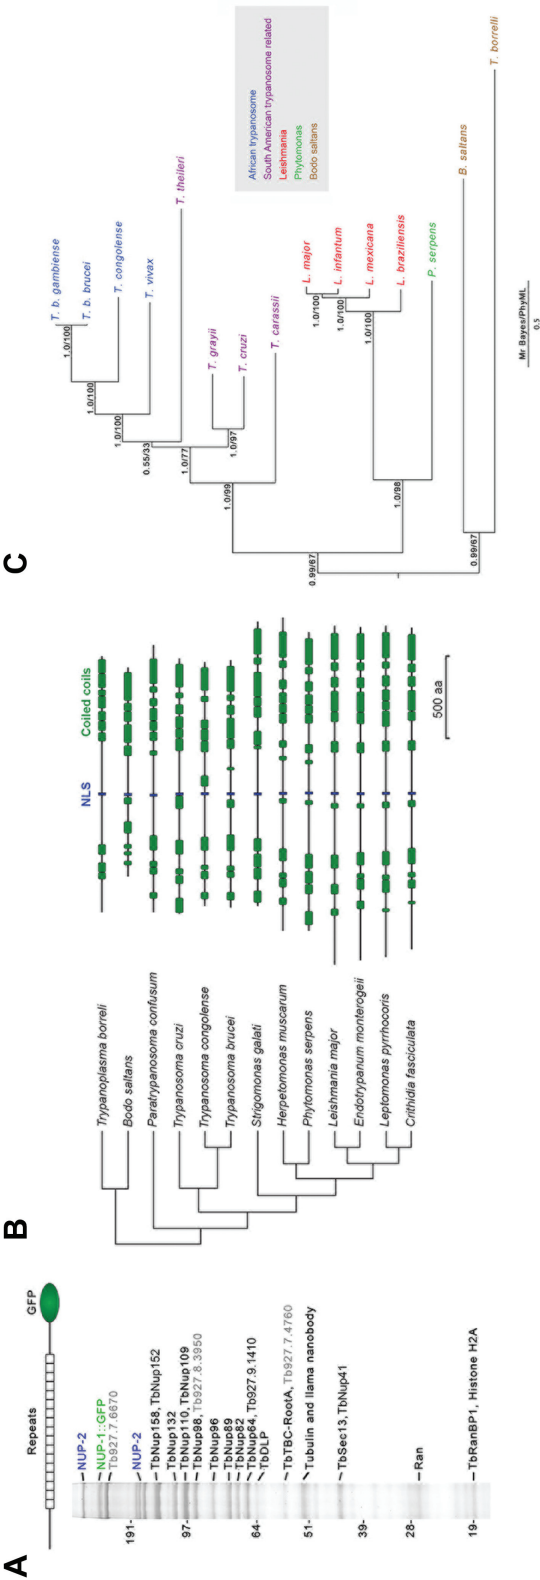 A
Repeats
GFP
NUP-2
NUP-1::GFP
Tb927.7.6670
NUP-2
TbNup158, TbNup152
TbNup132
TbNup110, TbNup109
TbNup98, Tb927.8.3950
TbNup96
TbNup89
TbNup82
TbNup64, Tb927.9.1410
TbDLP
TbTBC-RootA, Tb927.7.4760
Tubulin and llama nanobody
TbSec13, TbNup41
Ran
TbRanBP1, Histone H2A
191-
97-
64-
51-
39-
28-
19-
B
NLS
Coiled coils
Trypanoplasma borreli
Bodo saltans
Paratrypanosoma confusum
Trypanosoma cruzi
Trypanosoma congolense
Trypanosoma brucei
Strigomonas galati
Herpetomonas muscarum
Phytomonas serpens
Leishmania major
Endotrypanum monterogeii
Leptomonas pyrrhocoris
Crithidia fasciculata
500 aa
C
T. b. gambiense
T. b. brucei
T. congolense
T. vivax
T. theileri
T. grayii
T. cruzi
T. carassii
L. major
L. infantum
L. mexicana
L. braziliensis
P. serpens
B. saltans
T. borrelli
1.0/100
1.0/100
1.0/100
0.55/33
1.0/77
1.0/97
1.0/99
1.0/100
1.0/100
1.0/100
1.0/98
0.99/67
0.99/67
African trypanosome
South American trypanosome related
Leishmania
Phytomonas
Bodo saltans
Mr Bayes/PhyML
0.5